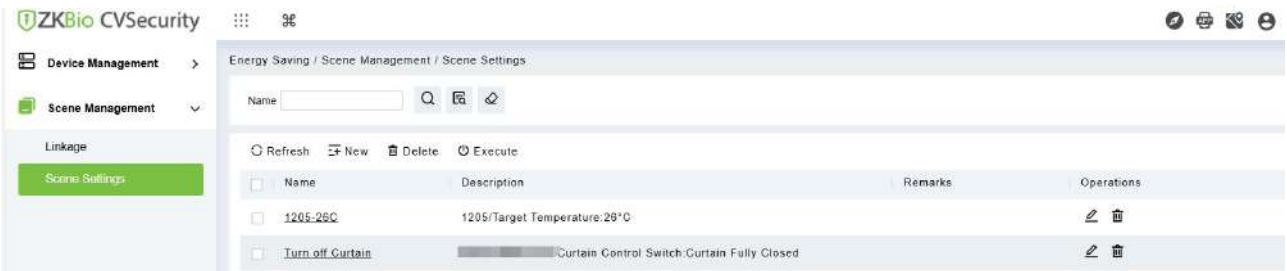 ZKBio CVSecurity
Device Management
Energy Saving / Scene Management / Scene Settings
Scene Management
Name
Linkage
Refresh New Delete Execute
Scene Settings
Name Description Remarks Operations
1205-26C 1205/Target Temperature:26°C
Turn off Curtain Curtain Control Switch:Curtain Fully Closed